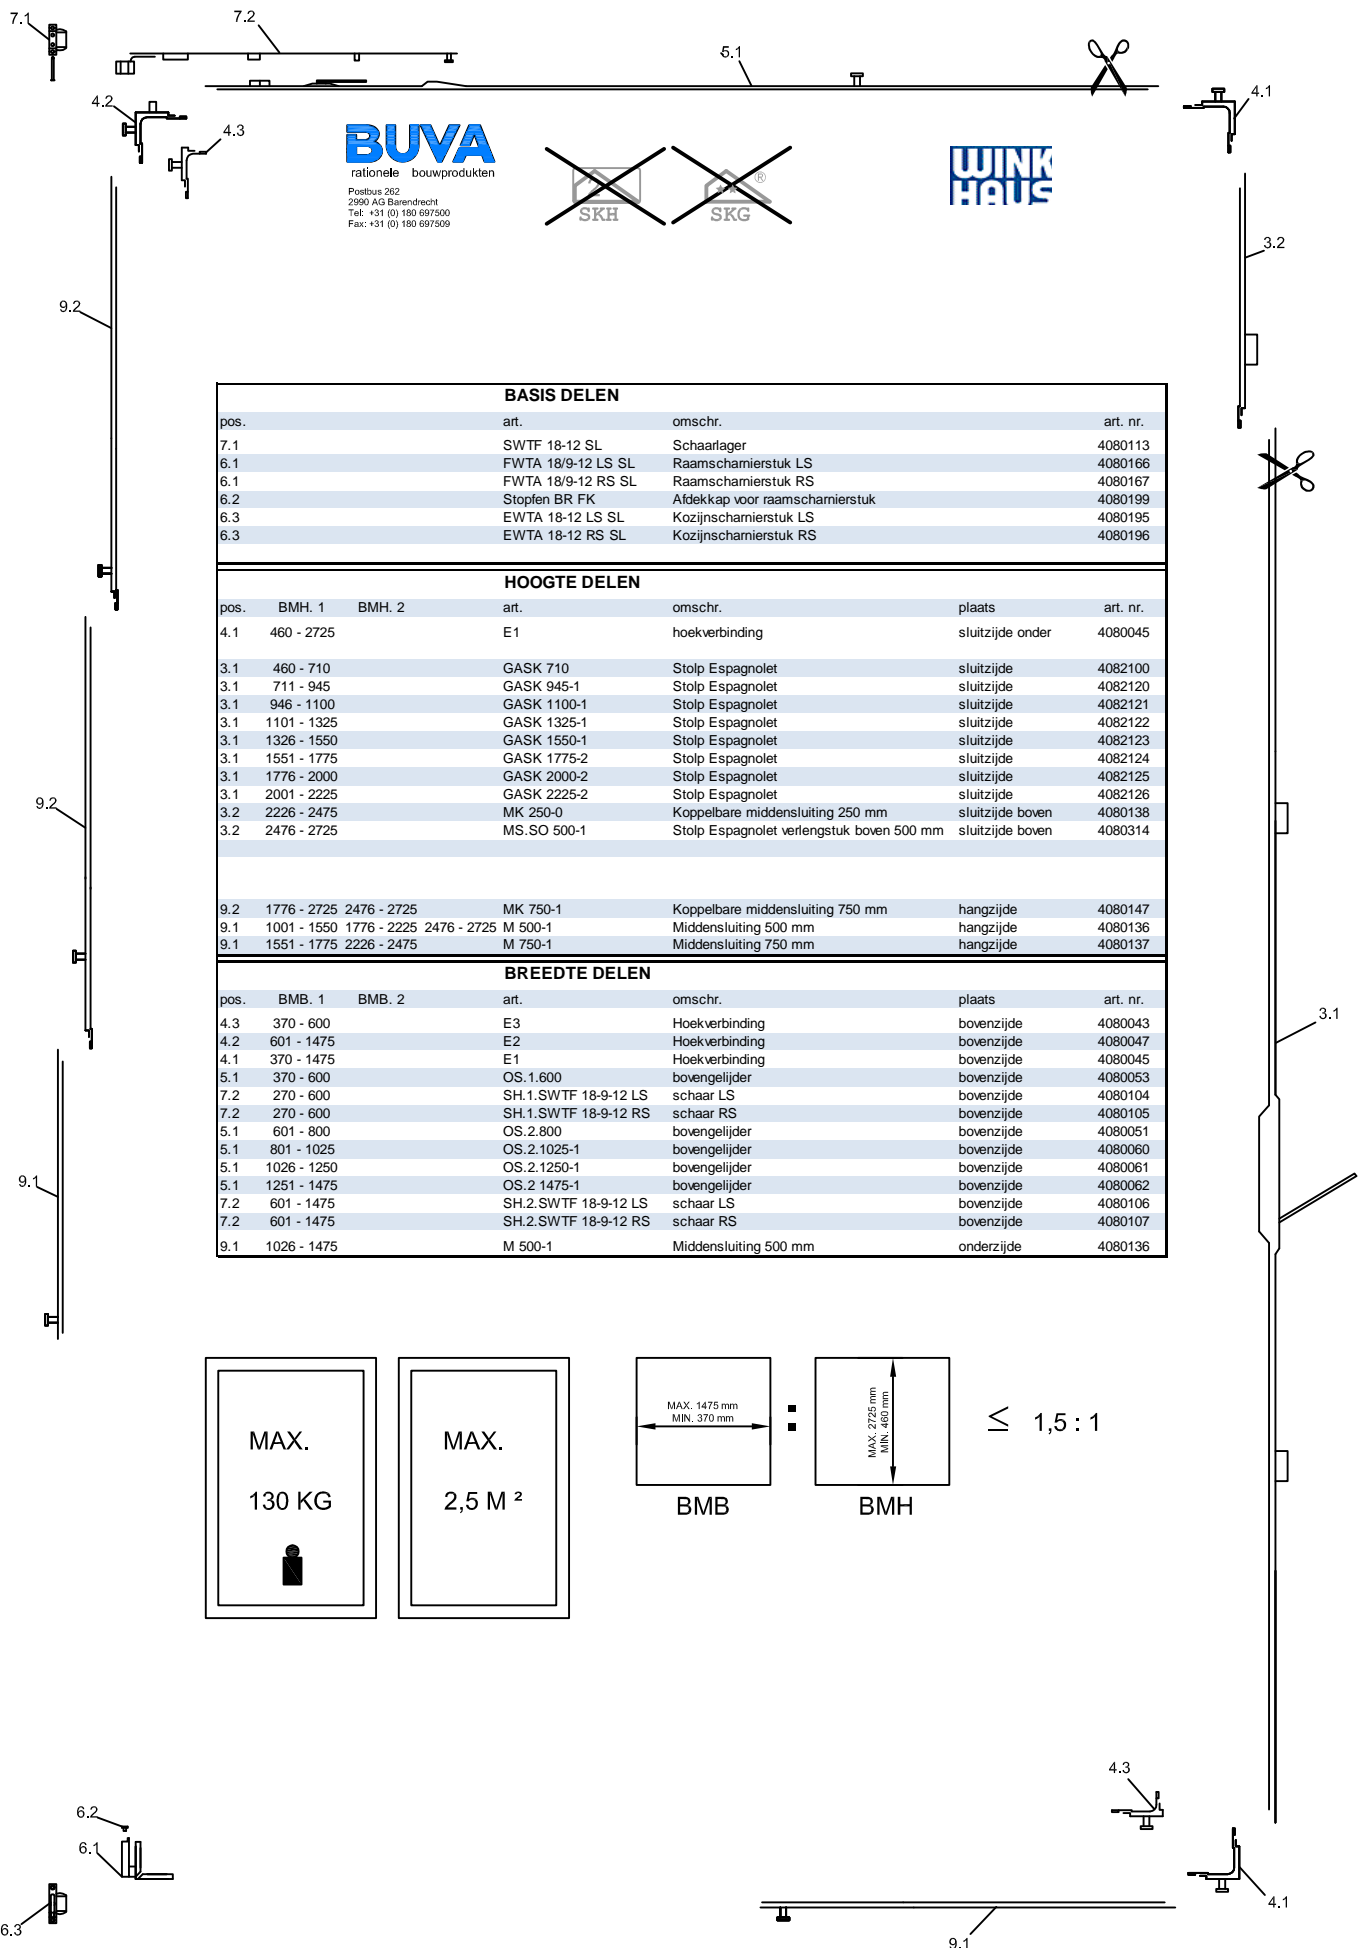 7.1
7.2
5.1
4.2
4.3
4.1
BUVA
rationele bouwprodukten
Postbus 262
2990 AG Barendrecht
Tel: +31 (0) 180 697500
Fax: +31 (0) 180 697509
SKH
SKG
®
WINK
HAUS
3.2
9.2
BASIS DELEN
pos. art. omschr. art. nr.
7.1 SWTF 18-12 SL Schaarlager 4080113
6.1 FWTA 18/9-12 LS SL Raamscharnierstuk LS 4080166
6.1 FWTA 18/9-12 RS SL Raamscharnierstuk RS 4080167
6.2 Stopfen BR FK Afdekkap voor raamscharnierstuk 4080199
6.3 EWTA 18-12 LS SL Kozijnscharnierstuk LS 4080195
6.3 EWTA 18-12 RS SL Kozijnscharnierstuk RS 4080196
HOOGTE DELEN
pos. BMH. 1 BMH. 2 art. omschr. plaats art. nr.
4.1 460 - 2725 E1 hoekverbinding sluitzijde onder 4080045
3.1 460 - 710 GASK 710 Stolp Espagnolet sluitzijde 4082100
3.1 711 - 945 GASK 945-1 Stolp Espagnolet sluitzijde 4082120
3.1 946 - 1100 GASK 1100-1 Stolp Espagnolet sluitzijde 4082121
3.1 1101 - 1325 GASK 1325-1 Stolp Espagnolet sluitzijde 4082122
3.1 1326 - 1550 GASK 1550-1 Stolp Espagnolet sluitzijde 4082123
3.1 1551 - 1775 GASK 1775-2 Stolp Espagnolet sluitzijde 4082124
3.1 1776 - 2000 GASK 2000-2 Stolp Espagnolet sluitzijde 4082125
3.1 2001 - 2225 GASK 2225-2 Stolp Espagnolet sluitzijde 4082126
3.2 2226 - 2475 MK 250-0 Koppelbare middensluiting 250 mm sluitzijde boven 4080138
3.2 2476 - 2725 MS.SO 500-1 Stolp Espagnolet verlengstuk boven 500 mm sluitzijde boven 4080314
9.2 1776 - 2725 2476 - 2725 MK 750-1 Koppelbare middensluiting 750 mm hangzijde 4080147
9.1 1001 - 1550 1776 - 2225 2476 - 2725 M 500-1 Middensluiting 500 mm hangzijde 4080136
9.1 1551 - 1775 2226 - 2475 M 750-1 Middensluiting 750 mm hangzijde 4080137
BREEDTE DELEN
pos. BMB. 1 BMB. 2 art. omschr. plaats art. nr.
4.3 370 - 600 E3 Hoekverbinding bovenzijde 4080043
4.2 601 - 1475 E2 Hoekverbinding bovenzijde 4080047
4.1 370 - 1475 E1 Hoekverbinding bovenzijde 4080045
5.1 370 - 600 OS.1.600 bovengelijder bovenzijde 4080053
7.2 270 - 600 SH.1.SWTF 18-9-12 LS schaar LS bovenzijde 4080104
7.2 270 - 600 SH.1.SWTF 18-9-12 RS schaar RS bovenzijde 4080105
5.1 601 - 800 OS.2.800 bovengelijder bovenzijde 4080051
5.1 801 - 1025 OS.2.1025-1 bovengelijder bovenzijde 4080060
5.1 1026 - 1250 OS.2.1250-1 bovengelijder bovenzijde 4080061
5.1 1251 - 1475 OS.2 1475-1 bovengelijder bovenzijde 4080062
7.2 601 - 1475 SH.2.SWTF 18-9-12 LS schaar LS bovenzijde 4080106
7.2 601 - 1475 SH.2.SWTF 18-9-12 RS schaar RS bovenzijde 4080107
9.1 1026 - 1475 M 500-1 Middensluiting 500 mm onderzijde 4080136
9.2
3.1
9.1
MAX.
130 KG
MAX.
2,5 M ²
MAX. 1475 mm
MIN. 370 mm
BMB
:
MAX. 2725 mm
MIN. 460 mm
BMH
≤ 1,5 : 1
4.3
6.2
6.1
6.3
4.1
9.1